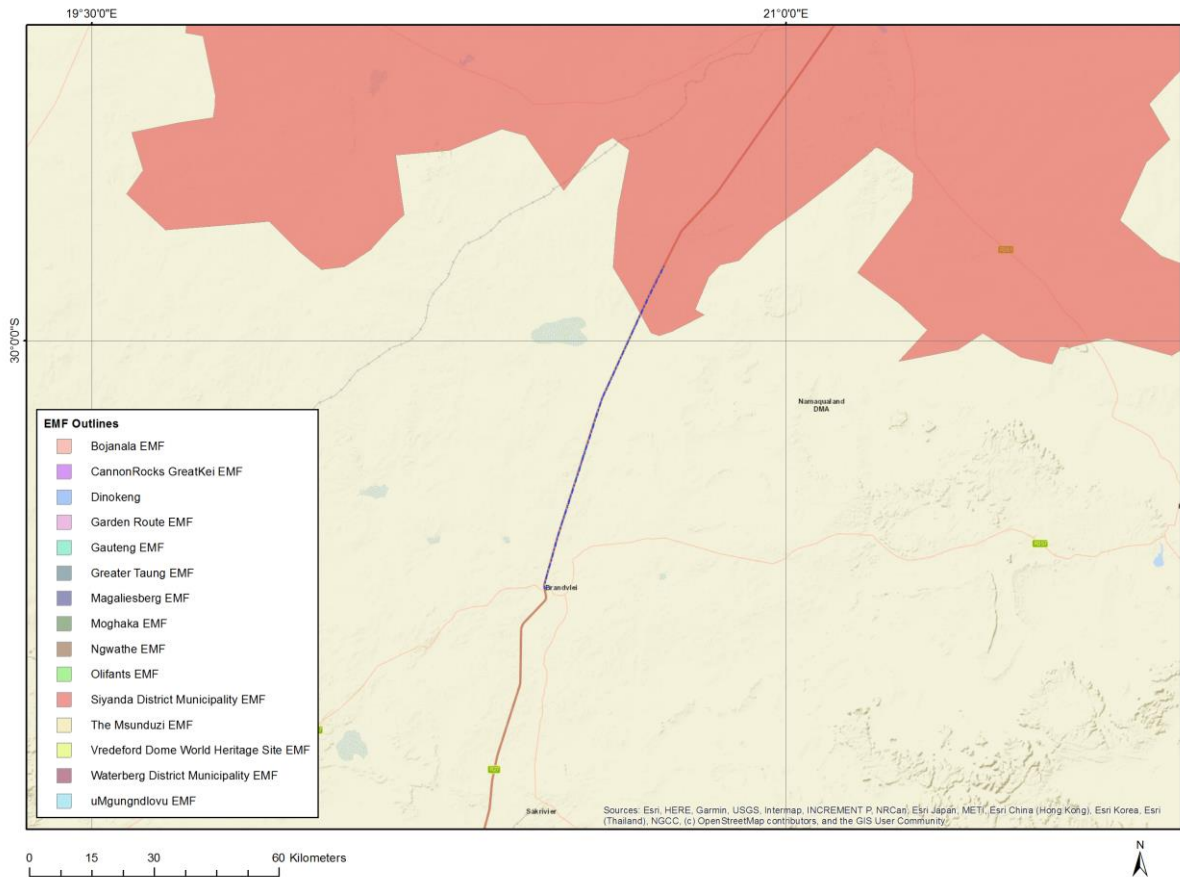 19°30'0"E
21°0'0"E
30°0'0"S
Namaqualand
DMA
EMF Outlines
Bojanala EMF
CannonRocks GreatKei EMF
Dinokeng
Garden Route EMF
Gauteng EMF
Greater Taung EMF
Magaliesberg EMF
Moghaka EMF
Ngwathe EMF
Olifants EMF
Siyanda District Municipality EMF
The Msunduzi EMF
Vredeford Dome World Heritage Site EMF
Waterberg District Municipality EMF
uMgungndlovu EMF
Brandvlei
R27
Sakrivier
Sources: Esri, HERE, Garmin, USGS, Intermap, INCREMENT P, NRCan, Esri Japan, METI, Esri China (Hong Kong), Esri Korea, Esri
(Thailand), NGCC, (c) OpenStreetMap contributors, and the GIS User Community
0 15 30 60 Kilometers
N